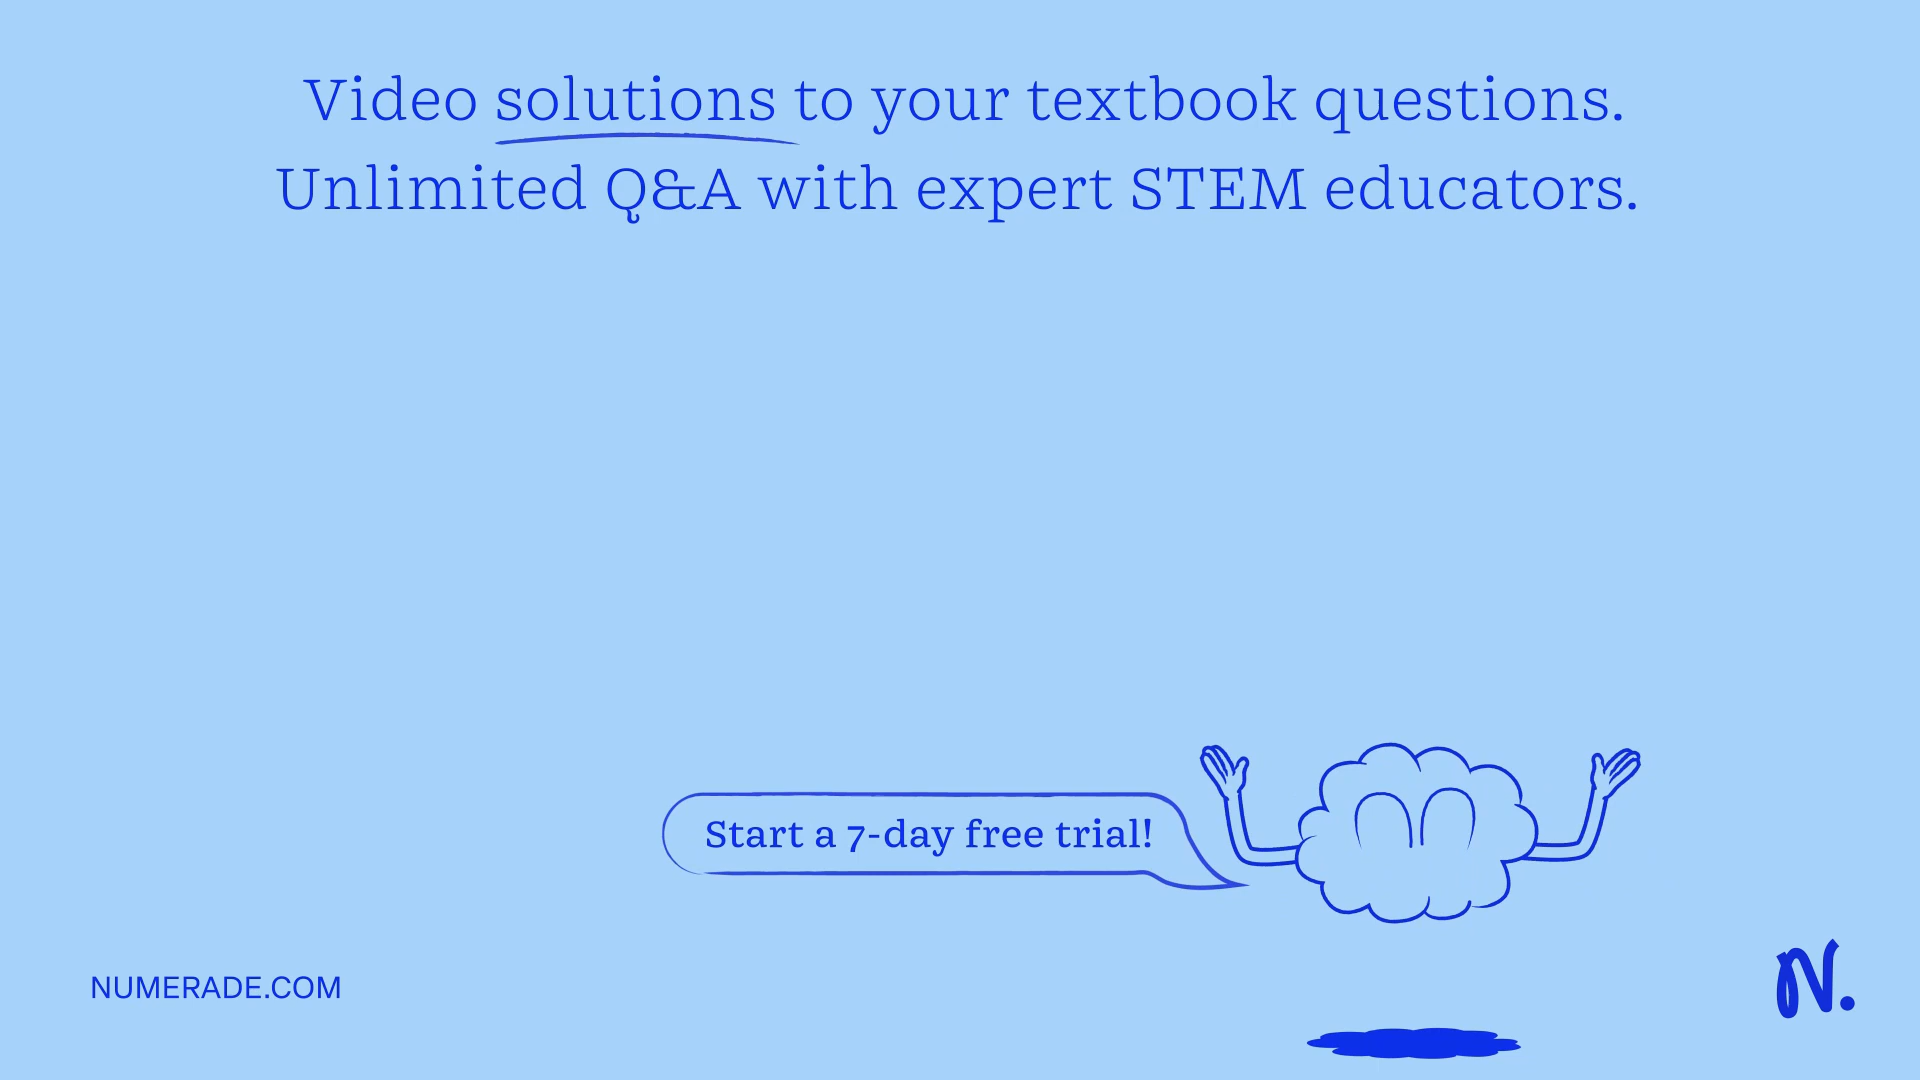 Video solutions to your textbook questions.
Unlimited Q&A with expert STEM educators.
Start a 7-day free trial!
NUMERADE.COM
N.